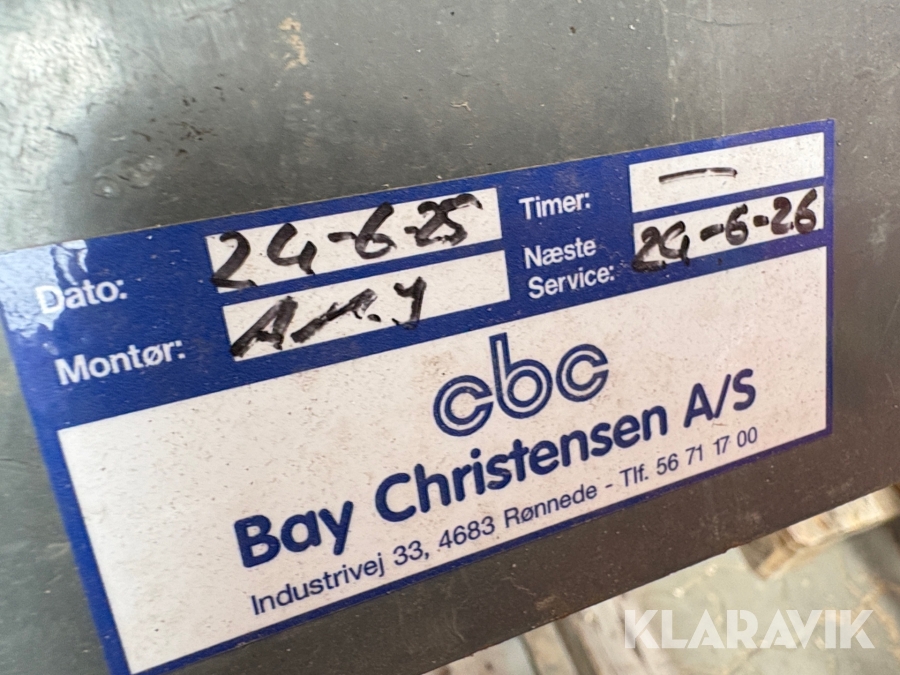 Dato: 24-6-25 Timer: —
Montør: Næste Service: 24-6-26
cbc
Bay Christensen A/S
Industrivej 33, 4683 Rønnede - Tlf. 56 71 17 00
KLARAVIK